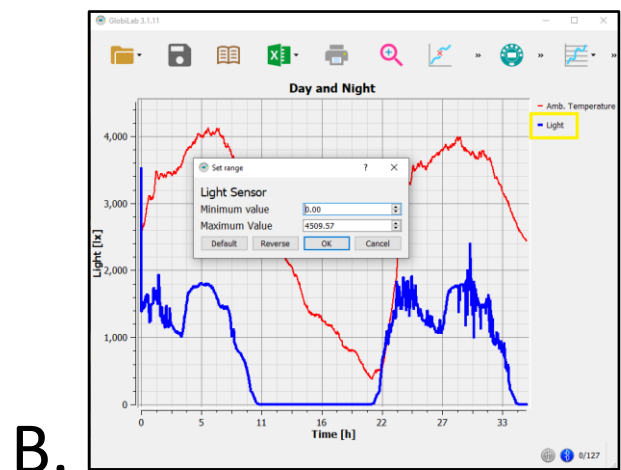 GlobiLab 3.1.11
Day and Night
Amb. Temperature
Light
4,000
3,000
2,000
1,000
0
Light [lx]
Set range
?
Light Sensor
Minimum value 0.00
Maximum Value 4509.57
Default Reverse OK Cancel
0 5 11 16 22 27 33
Time [h]
0/127
B.